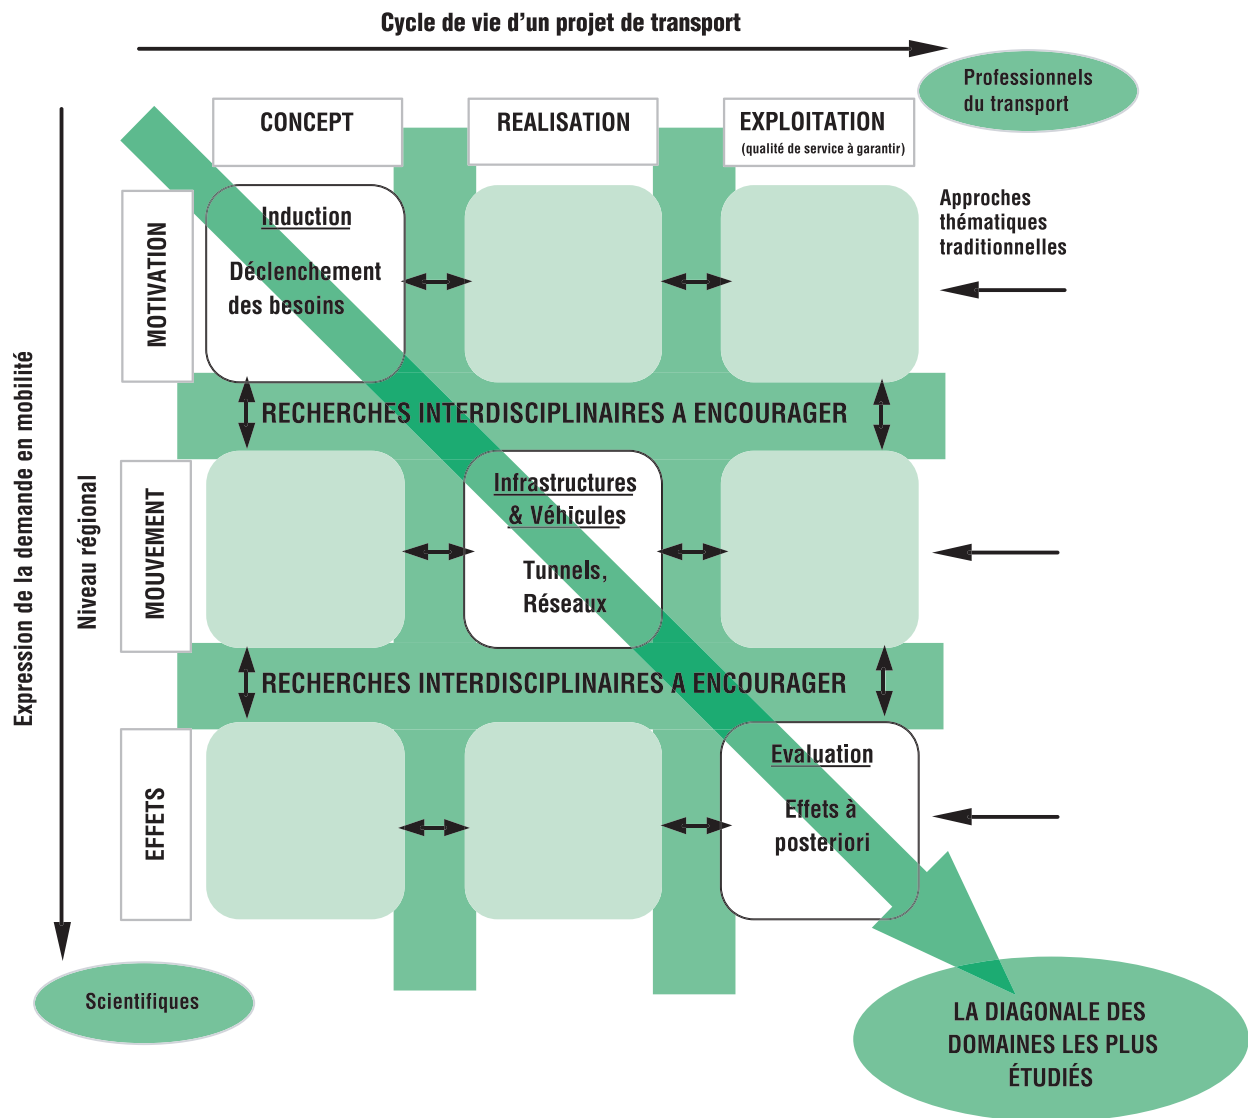 Cycle de vie d'un projet de transport
Professionnels
du transport
CONCEPT
REALISATION
EXPLOITATION
(qualité de service à garantir)
Expression de la demande en mobilité
Niveau régional
MOTIVATION
Induction
Déclenchement
des besoins
Approches
thématiques
traditionnelles
RECHERCHES INTERDISCIPLINAIRES A ENCOURAGER
MOUVEMENT
Infrastructures
& Véhicules
Tunnels,
Réseaux
RECHERCHES INTERDISCIPLINAIRES A ENCOURAGER
EFFETS
Evaluation
Effets à
posteriori
Scientifiques
LA DIAGONALE DES
DOMAINES LES PLUS
ÉTUDIÉS